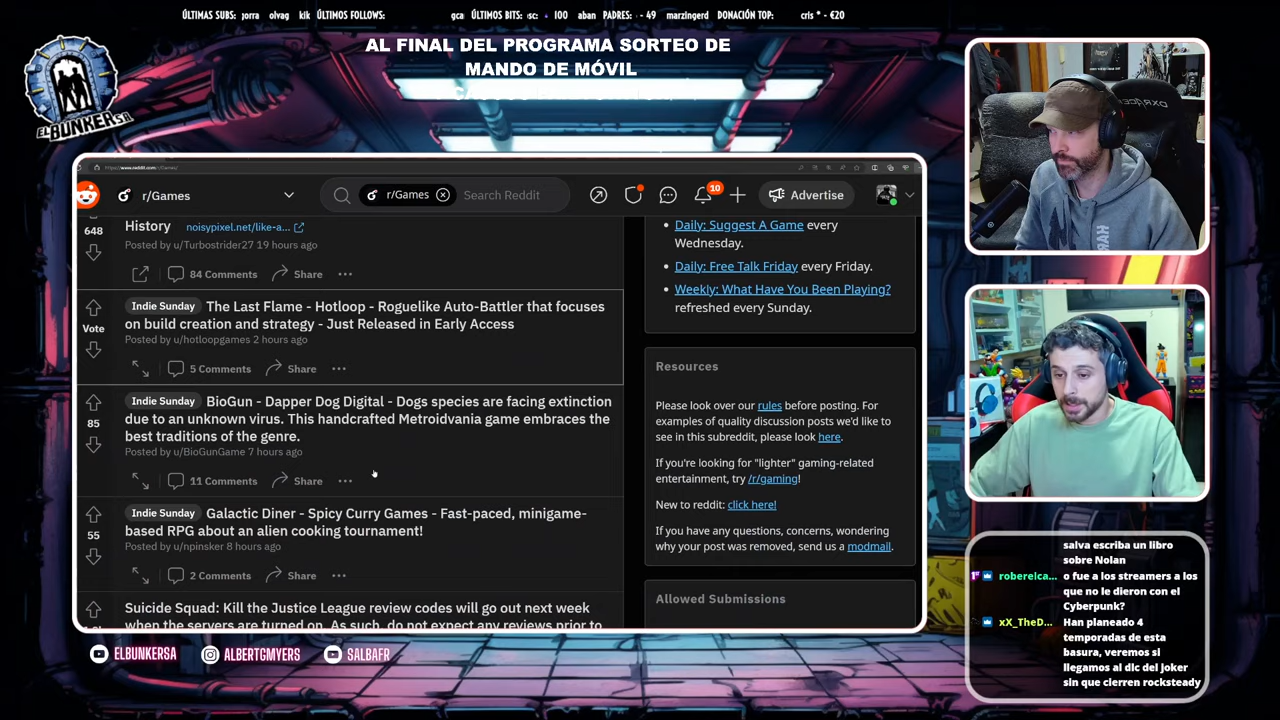 ÚLTIMAS SUBS: jorra olvag kik ÚLTIMOS FOLLOWS: gca ÚLTIMOS BITS: 100 aban PADRES: - 49 marzingerd DONACIÓN TOP: cris * - €20
AL FINAL DEL PROGRAMA SORTEO DE
MANDO DE MÓVIL
EL BUNKER SA
r/Games
r/Games
Search Reddit
10
Advertise
648
History noisypixel.net/like-a...
Posted by u/Turbostrider27 19 hours ago
84 Comments Share
Vote
Indie Sunday The Last Flame - Hotloop - Roguelike Auto-Battler that focuses
on build creation and strategy - Just Released in Early Access
Posted by u/hotloopgames 2 hours ago
5 Comments Share
85
Indie Sunday BioGun - Dapper Dog Digital - Dogs species are facing extinction
due to an unknown virus. This handcrafted Metroidvania game embraces the
best traditions of the genre.
Posted by u/BioGunGame 7 hours ago
11 Comments Share
55
Indie Sunday Galactic Diner - Spicy Curry Games - Fast-paced, minigame-
based RPG about an alien cooking tournament!
Posted by u/npinsker 8 hours ago
2 Comments Share
Suicide Squad: Kill the Justice League review codes will go out next week
when the servers are turned on. As such, do not expect any reviews prior to
Daily: Suggest A Game every
Wednesday.
Daily: Free Talk Friday every Friday.
Weekly: What Have You Been Playing?
refreshed every Sunday.
Resources
Please look over our rules before posting. For
examples of quality discussion posts we'd like to
see in this subreddit, please look here.
If you're looking for "lighter" gaming-related
entertainment, try /r/gaming!
New to reddit: click here!
If you have any questions, concerns, wondering
why your post was removed, send us a modmail.
Allowed Submissions
DXRACER
salva escriba un libro
sobre Nolan
roberelca... o fue a los streamers a los
que no le dieron con el
Cyberpunk?
xX_TheD... Han planeado 4
temporadas de esta
basura, veremos si
llegamos al dlc del joker
sin que cierren rocksteady
ELBUNKERSA ALBERTGMYERS SALBAFR